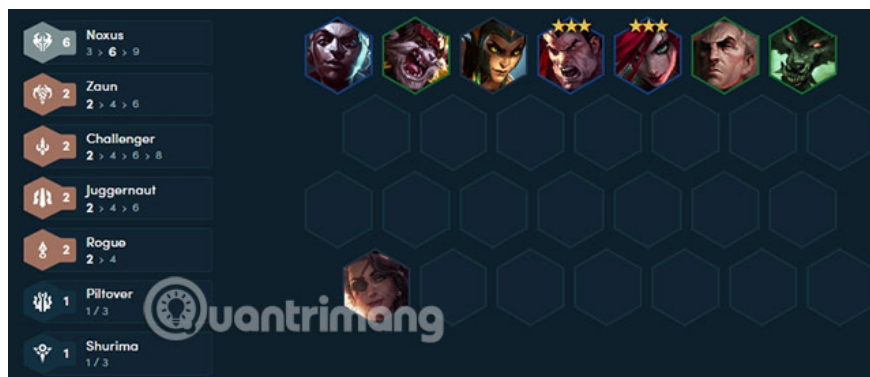 6 Noxus
3 > 6 > 9
2 Zaun
2 > 4 > 6
2 Challenger
2 > 4 > 6 > 8
2 Juggernaut
2 > 4 > 6
2 Rogue
2 > 4
1 Piltover
1 / 3
1 Shurima
1 / 3
Quantrimang